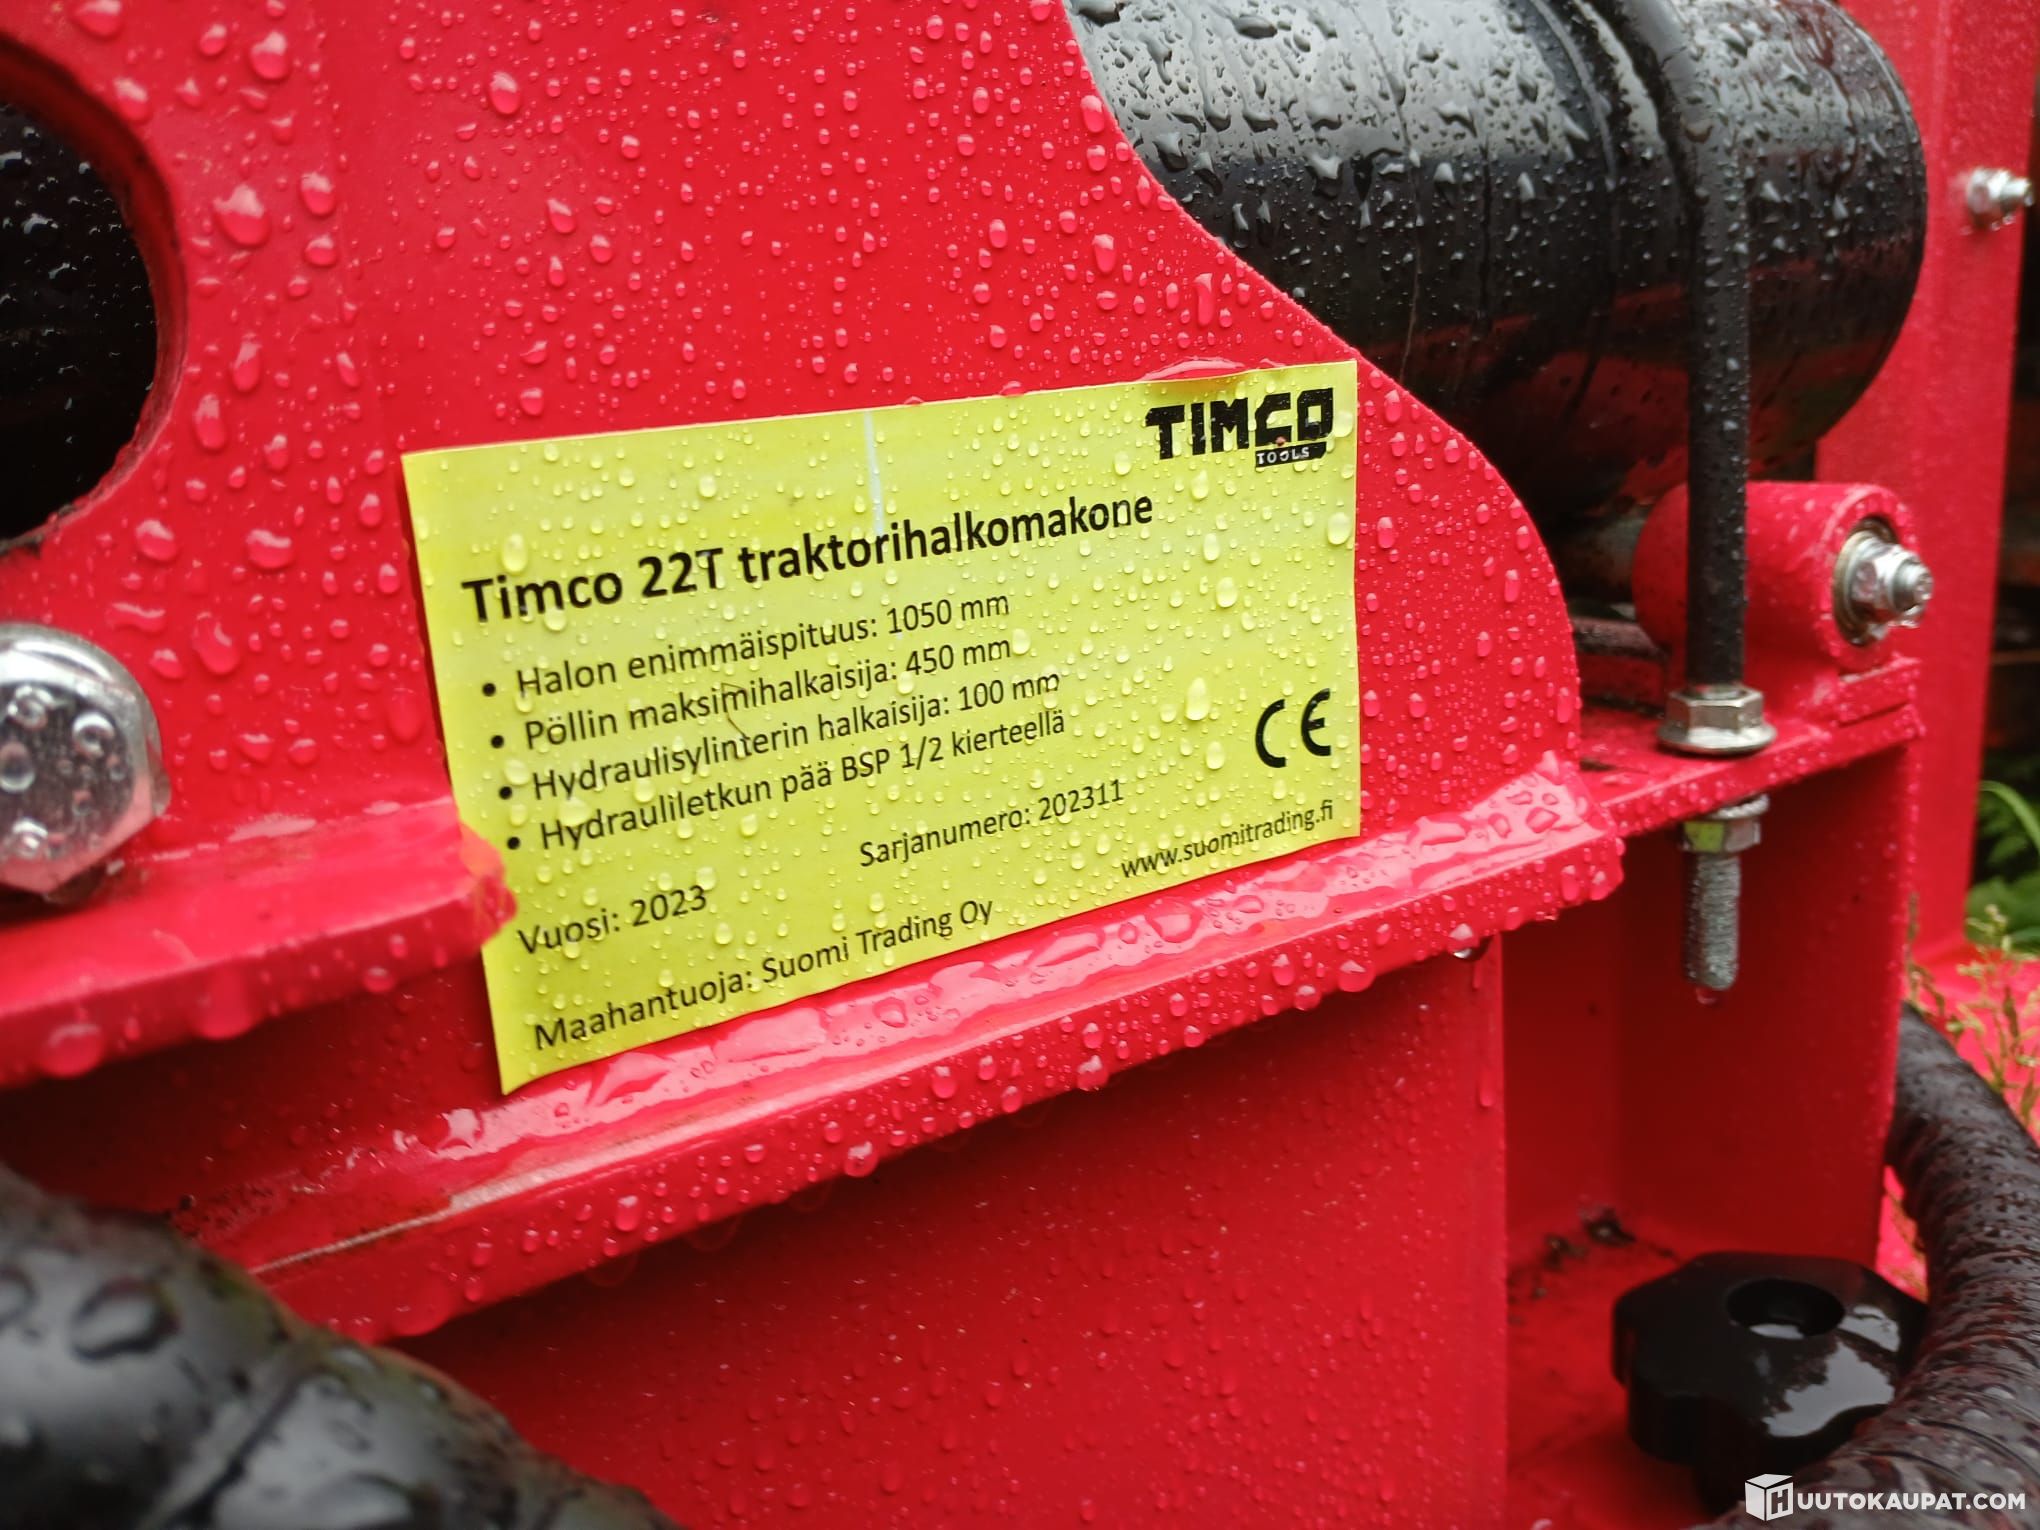 TIMCO
TOOLS
Timco 22T traktorihalkomakone
• Halon enimmäispituus: 1050 mm
• Pöllin maksimihalkaisija: 450 mm
• Hydraulisylinterin halkaisija: 100 mm
• Hydrauliletkun pää BSP 1/2 kierteellä
CE
Sarjanumero: 202311
Vuosi: 2023
www.suomitrading.fi
Maahantuoja: Suomi Trading Oy
HUUTOKAUPAT.COM